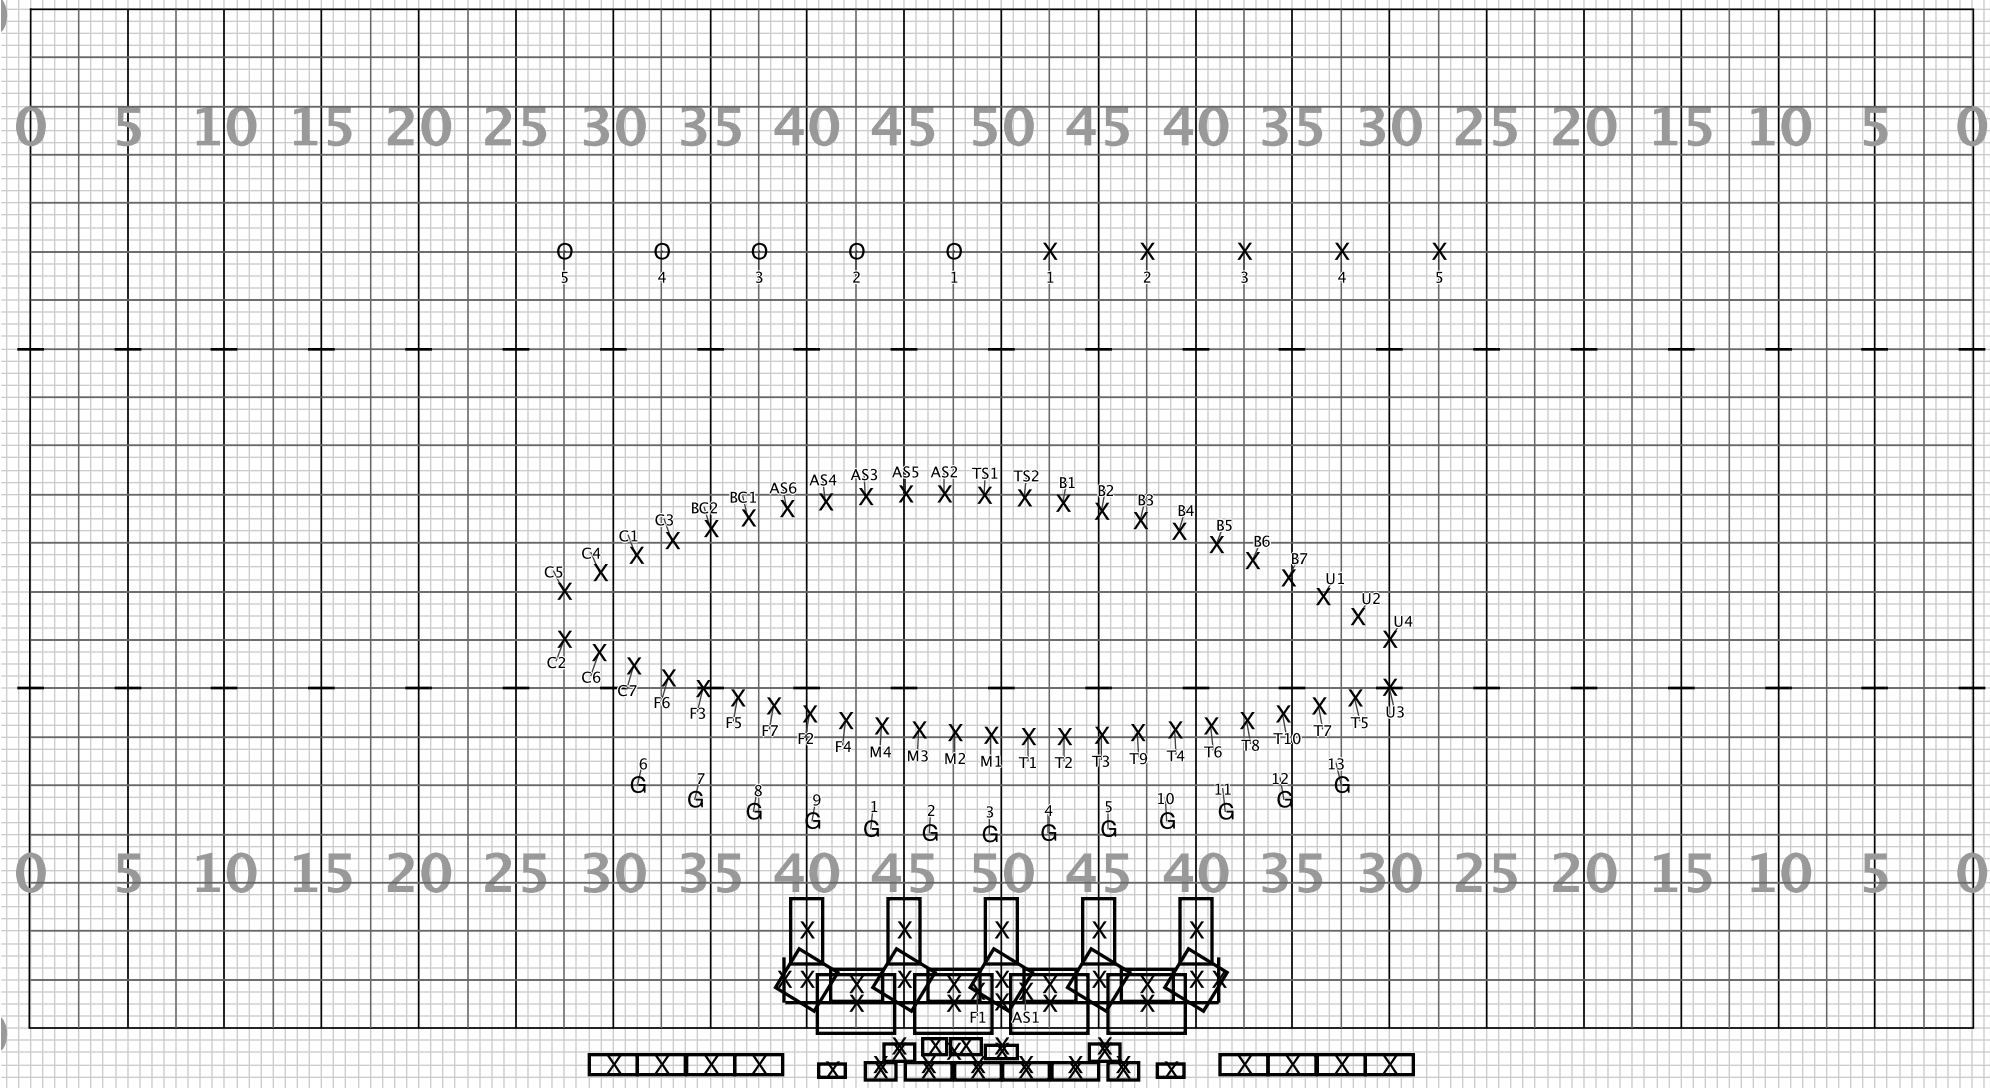 0 5 10 15 20 25 30 35 40 45 50 45 40 35 30 25 20 15 10 5 0
O O O O O X X X X X
5 4 3 2 1 1 2 3 4 5
C5 C4 C1 C3 BC2 BC1 AS6 AS4 AS3 AS5 AS2 TS1 TS2 B1 B2 B3 B4 B5 B6 B7 U1 U2 U4
X X X X X X X X X X X X X X X X X X X X X X X
X X X X X X X X X X X X X X X X X X X X X X X X
C2 C6 C7 F6 F3 F5 F7 F2 F4 M4 M3 M2 M1 T1 T2 T3 T9 T4 T6 T8 T10 T7 T5 U3
6 7 8 9 1 2 3 4 5 10 11 12 13
G G G G G G G G G G G G G
0 5 10 15 20 25 30 35 40 45 50 45 40 35 30 25 20 15 10 5 0
X X X X X
F1 AS1